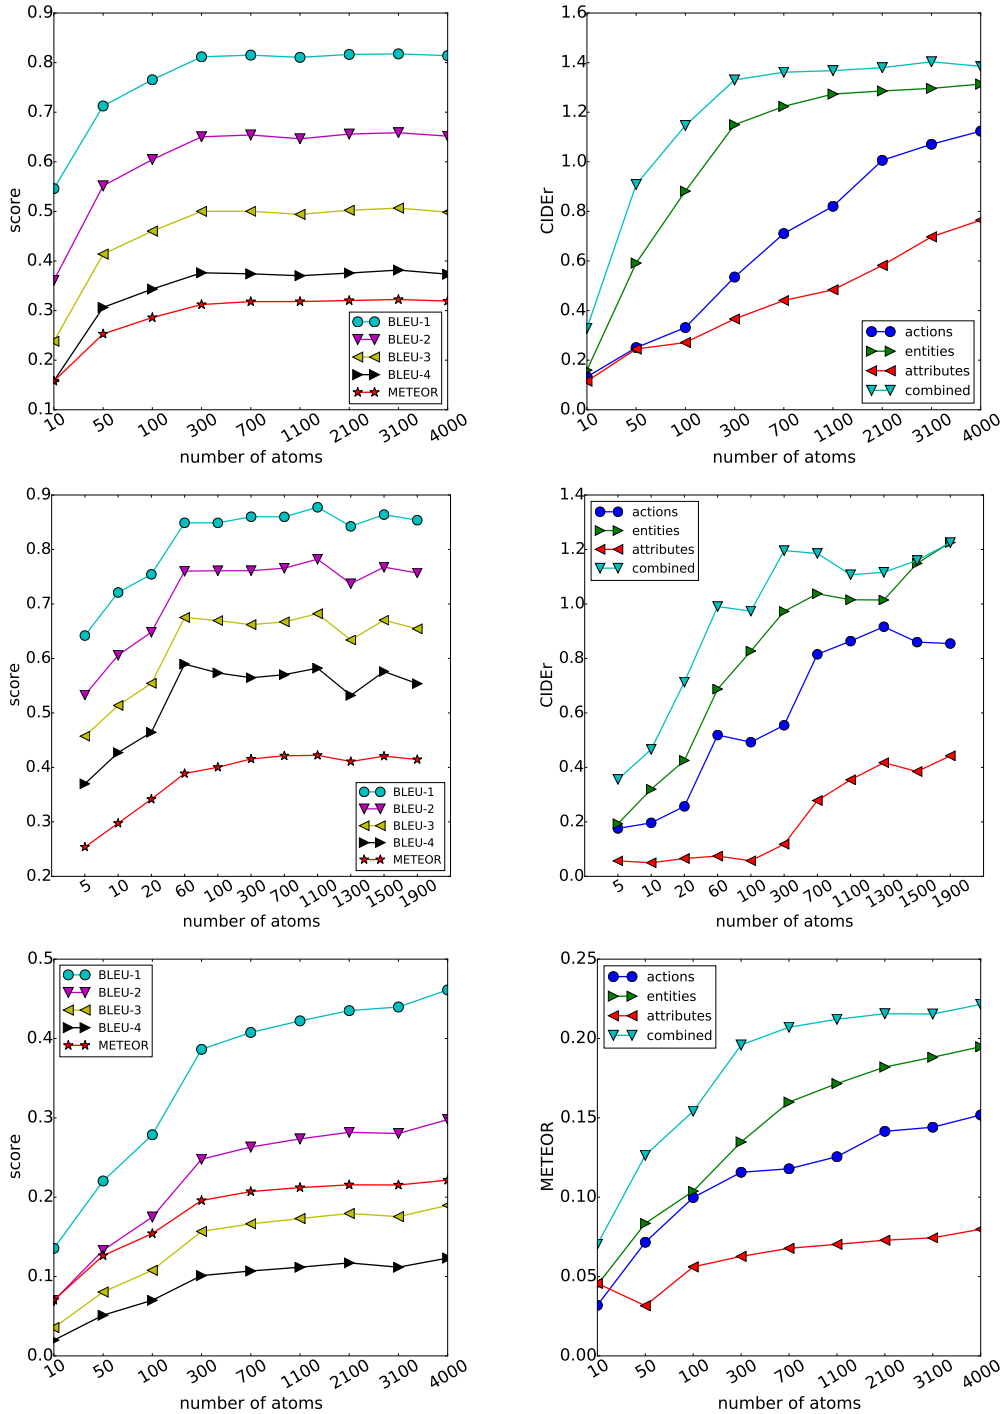 0.9
0.8
0.7
0.6
0.5
0.4
0.3
0.2
0.1
score
10 50 100 300 700 1100 2100 3100 4000
number of atoms
BLEU-1
BLEU-2
BLEU-3
BLEU-4
METEOR
1.6
1.4
1.2
1.0
0.8
0.6
0.4
0.2
0.0
CIDEr
10 50 100 300 700 1100 2100 3100 4000
number of atoms
actions
entities
attributes
combined
0.9
0.8
0.7
0.6
0.5
0.4
0.3
0.2
score
5 10 20 60 100 300 700 1100 1300 1500 1900
number of atoms
BLEU-1
BLEU-2
BLEU-3
BLEU-4
METEOR
1.4
1.2
1.0
0.8
0.6
0.4
0.2
0.0
CIDEr
5 10 20 60 100 300 700 1100 1300 1500 1900
number of atoms
actions
entities
attributes
combined
0.5
0.4
0.3
0.2
0.1
0.0
score
10 50 100 300 700 1100 2100 3100 4000
number of atoms
BLEU-1
BLEU-2
BLEU-3
BLEU-4
METEOR
0.25
0.20
0.15
0.10
0.05
0.00
METEOR
10 50 100 300 700 1100 2100 3100 4000
number of atoms
actions
entities
attributes
combined